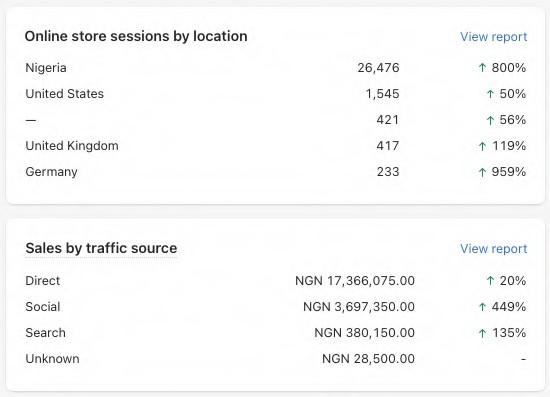 Online store sessions by location View report
Nigeria 26,476 ↑ 800%
United States 1,545 ↑ 50%
— 421 ↑ 56%
United Kingdom 417 ↑ 119%
Germany 233 ↑ 959%
Sales by traffic source View report
Direct NGN 17,366,075.00 ↑ 20%
Social NGN 3,697,350.00 ↑ 449%
Search NGN 380,150.00 ↑ 135%
Unknown NGN 28,500.00 -